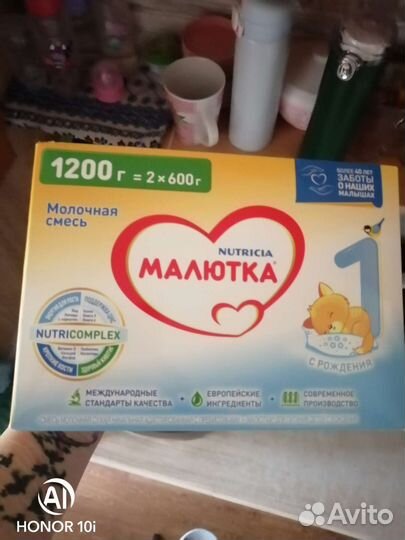 1200 г = 2 × 600 г
БОЛЕЕ 40 ЛЕТ
ЗАБОТЫ
О НАШИХ
МАЛЫШАХ
Молочная
смесь
NUTRICIA
МАЛЮТКА®
1
С РОЖДЕНИЯ
NUTRICOMPLEX
МЕЖДУНАРОДНЫЕ
СТАНДАРТЫ КАЧЕСТВА
ЕВРОПЕЙСКИЕ
ИНГРЕДИЕНТЫ
СОВРЕМЕННОЕ
ПРОИЗВОДСТВО
AI
HONOR 10i
Avito